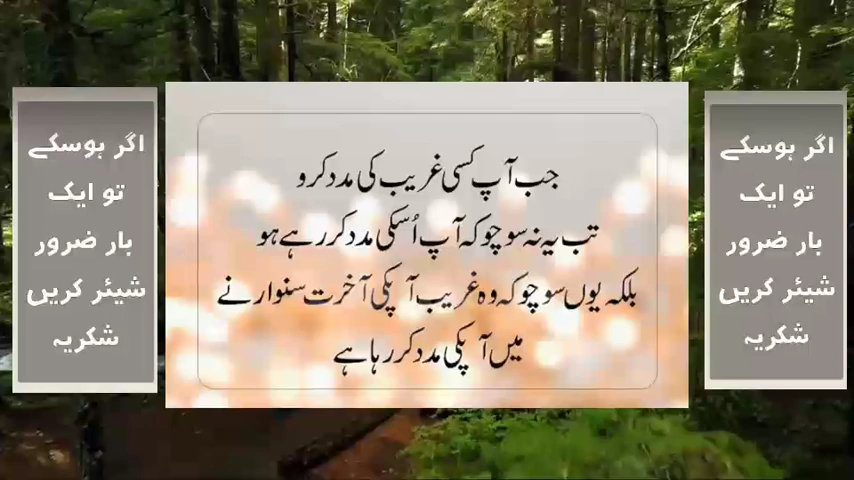 اگر ہوسکے
تو ایک
بار ضرور
شیئر کریں
شکریہ
جب آپ کسی غریب کی مدد کرو
تب یہ نہ سوچو کہ آپ اُسکی مدد کر رہے ہو
بلکہ یوں سوچو کہ وہ غریب آپکی آخرت سنوارنے
میں آپکی مدد کر رہا ہے
اگر ہوسکے
تو ایک
بار ضرور
شیئر کریں
شکریہ